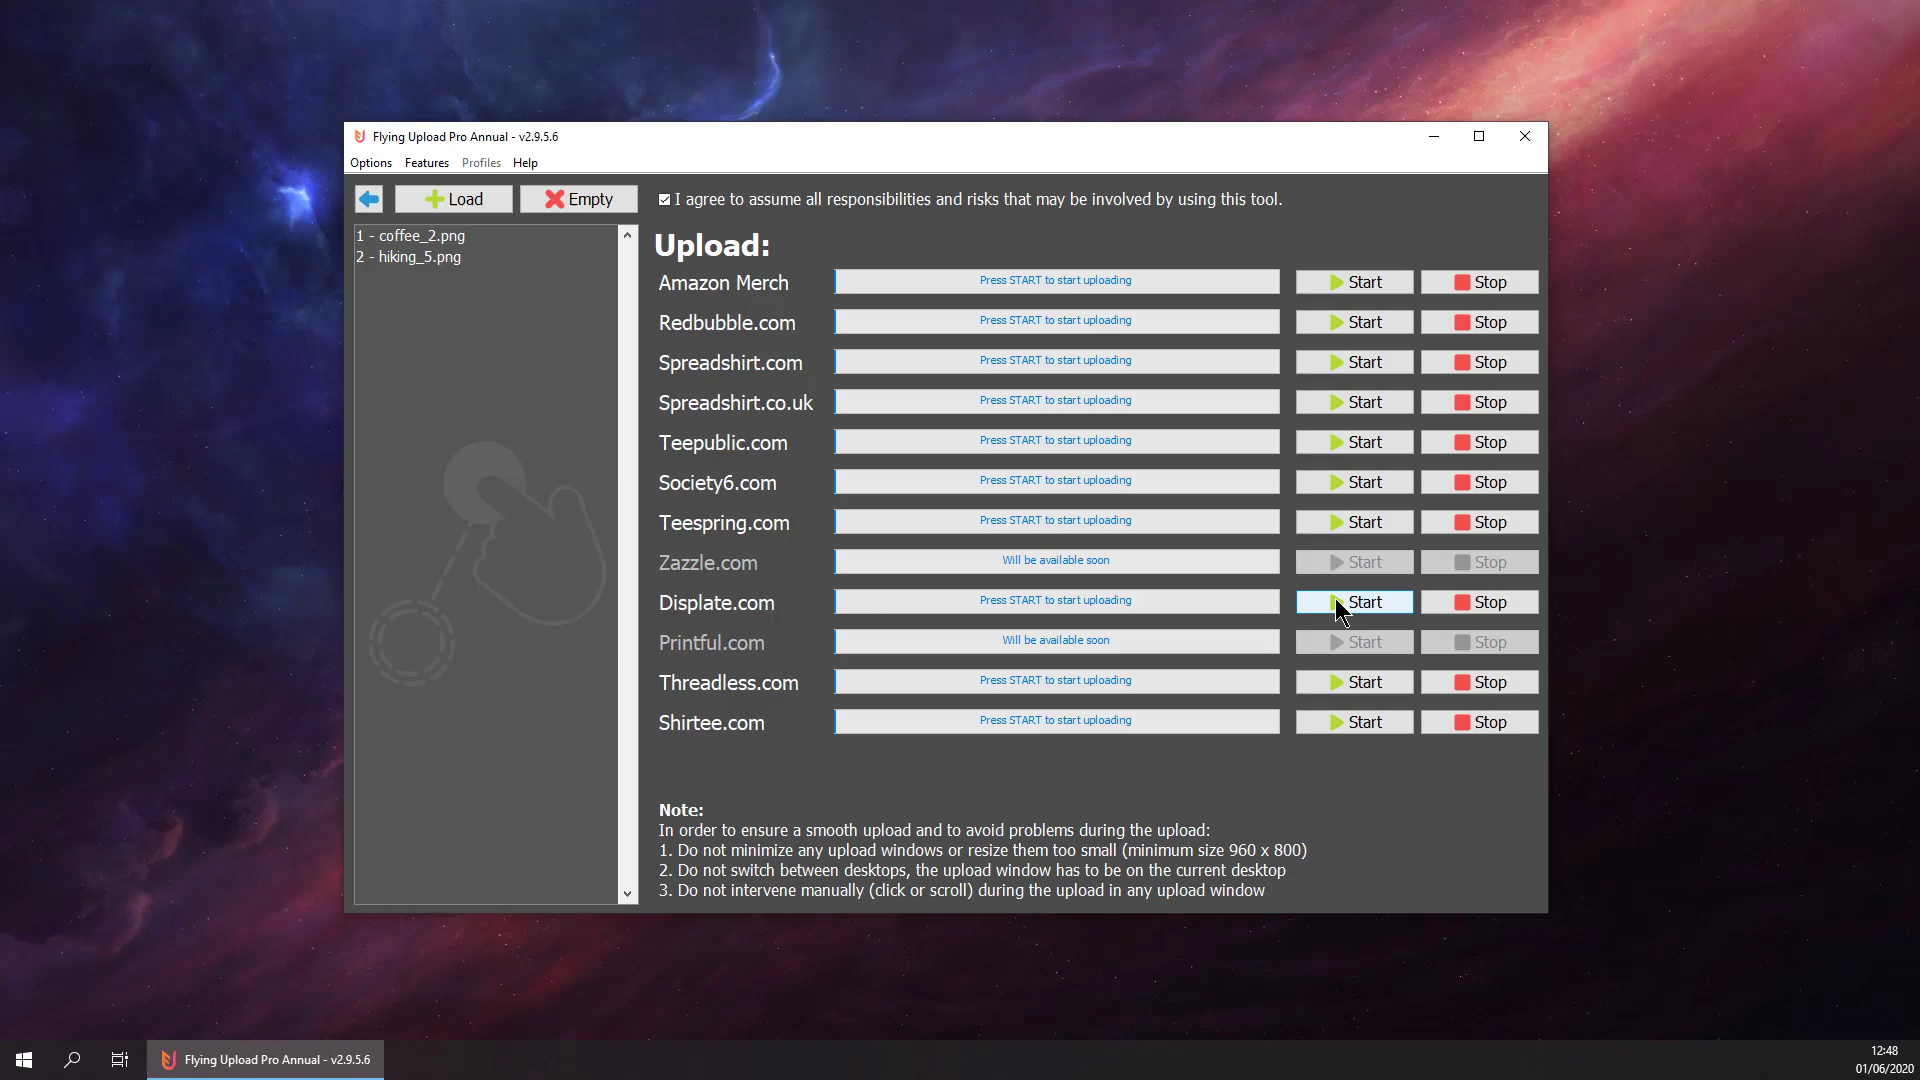 Flying Upload Pro Annual - v2.9.5.6
Options Features Profiles Help
Load Empty I agree to assume all responsibilities and risks that may be involved by using this tool.
1 - coffee_2.png
2 - hiking_5.png
Upload:
Amazon Merch Press START to start uploading Start Stop
Redbubble.com Press START to start uploading Start Stop
Spreadshirt.com Press START to start uploading Start Stop
Spreadshirt.co.uk Press START to start uploading Start Stop
Teepublic.com Press START to start uploading Start Stop
Society6.com Press START to start uploading Start Stop
Teespring.com Press START to start uploading Start Stop
Zazzle.com Will be available soon Start Stop
Displate.com Press START to start uploading Start Stop
Printful.com Will be available soon Start Stop
Threadless.com Press START to start uploading Start Stop
Shirtee.com Press START to start uploading Start Stop
Note:
In order to ensure a smooth upload and to avoid problems during the upload:
1. Do not minimize any upload windows or resize them too small (minimum size 960 x 800)
2. Do not switch between desktops, the upload window has to be on the current desktop
3. Do not intervene manually (click or scroll) during the upload in any upload window
Flying Upload Pro Annual - v2.9.5.6
12:48
01/06/2020